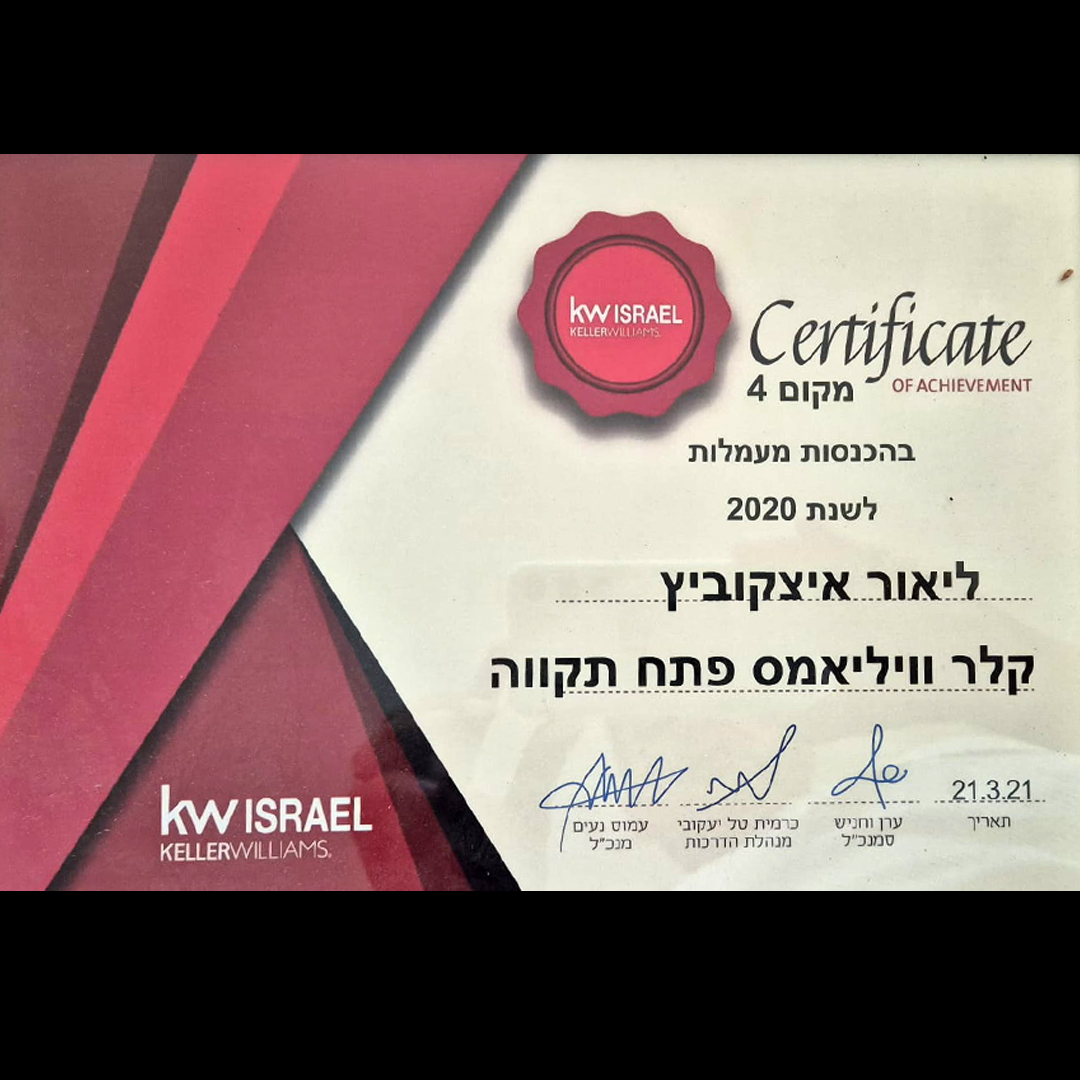 kw ISRAEL
KELLERWILLIAMS.
Certificate
OF ACHIEVEMENT
מקום 4
בהכנסות מעמלות
לשנת 2020
ליאור איצקוביץ
קלר וויליאמס פתח תקווה
21.3.21
תאריך
ערן וחניש
סמנכ"ל
כרמית טל יעקובי
מנהלת הדרכות
עמוס נעים
מנכ"ל
kw ISRAEL
KELLERWILLIAMS.